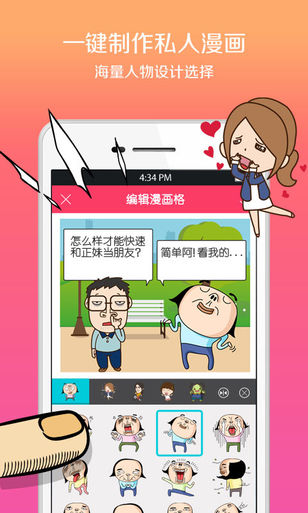 一键制作私人漫画
海量人物设计选择
4:34 PM
编辑漫画格
怎么样才能快速
和正妹当朋友?
简单阿! 看我的...